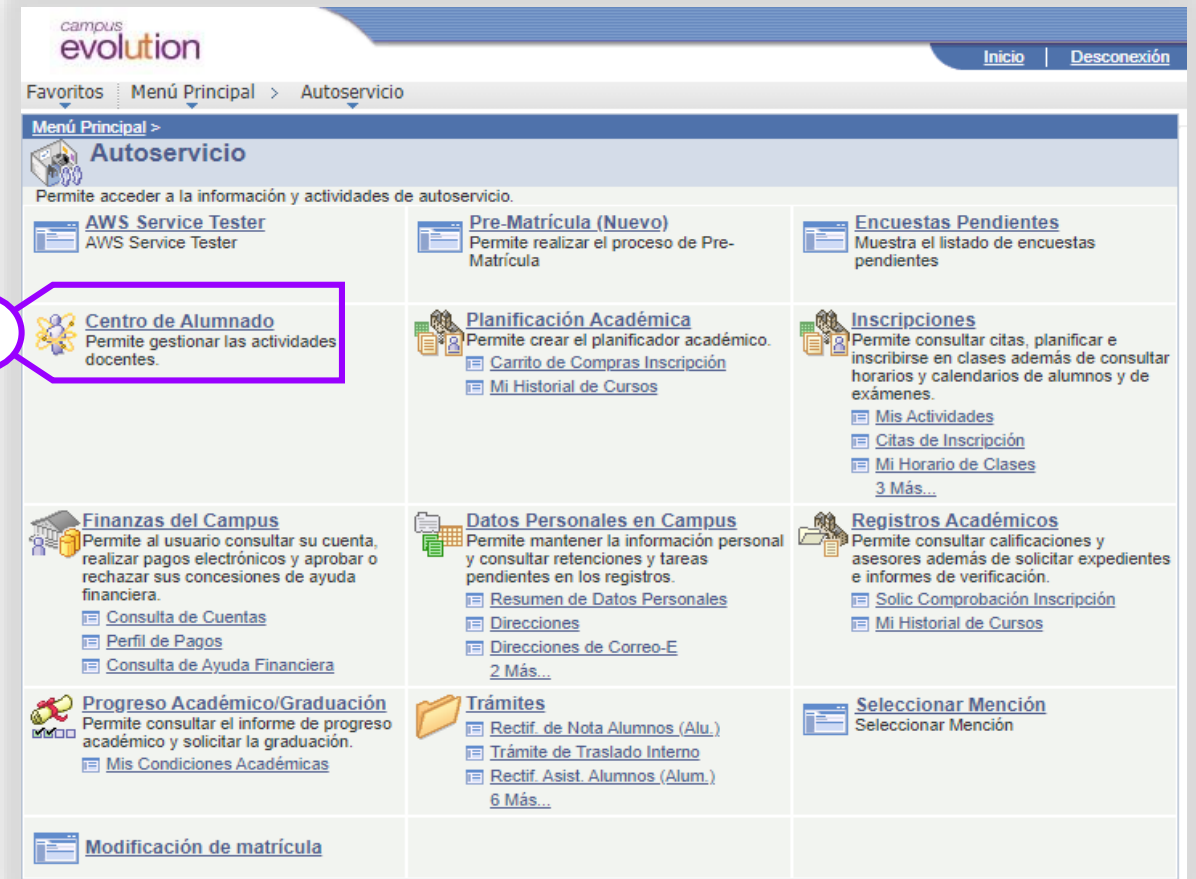 campus
evolution
Inicio
Desconexión
Favoritos
Menú Principal >
Autoservicio
Menú Principal >
Autoservicio
Permite acceder a la información y actividades de autoservicio.
AWS Service Tester
AWS Service Tester
Pre-Matrícula (Nuevo)
Permite realizar el proceso de Pre-
Matrícula
Encuestas Pendientes
Muestra el listado de encuestas
pendientes
Centro de Alumnado
Permite gestionar las actividades
docentes.
Planificación Académica
Permite crear el planificador académico.
Carrito de Compras Inscripción
Mi Historial de Cursos
Inscripciones
Permite consultar citas, planificar e
inscribirse en clases además de consultar
horarios y calendarios de alumnos y de
exámenes.
Mis Actividades
Citas de Inscripción
Mi Horario de Clases
3 Más...
Finanzas del Campus
Permite al usuario consultar su cuenta,
realizar pagos electrónicos y aprobar o
rechazar sus concesiones de ayuda
financiera.
Consulta de Cuentas
Perfil de Pagos
Consulta de Ayuda Financiera
Datos Personales en Campus
Permite mantener la información personal
y consultar retenciones y tareas
pendientes en los registros.
Resumen de Datos Personales
Direcciones
Direcciones de Correo-E
2 Más...
Registros Académicos
Permite consultar calificaciones y
asesores además de solicitar expedientes
e informes de verificación.
Solic Comprobación Inscripción
Mi Historial de Cursos
Progreso Académico/Graduación
Permite consultar el informe de progreso
académico y solicitar la graduación.
Mis Condiciones Académicas
Trámites
Rectif. de Nota Alumnos (Alu.)
Trámite de Traslado Interno
Rectif. Asist. Alumnos (Alum.)
6 Más...
Seleccionar Mención
Seleccionar Mención
Modificación de matrícula